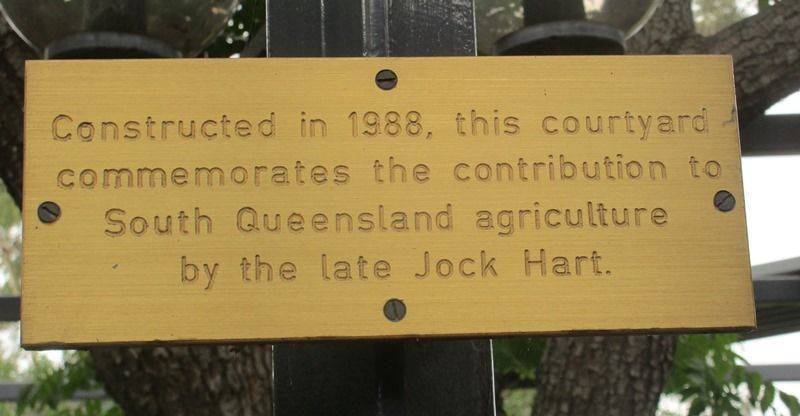 Constructed in 1988, this courtyard
commemorates the contribution to
South Queensland agriculture
by the late Jock Hart.